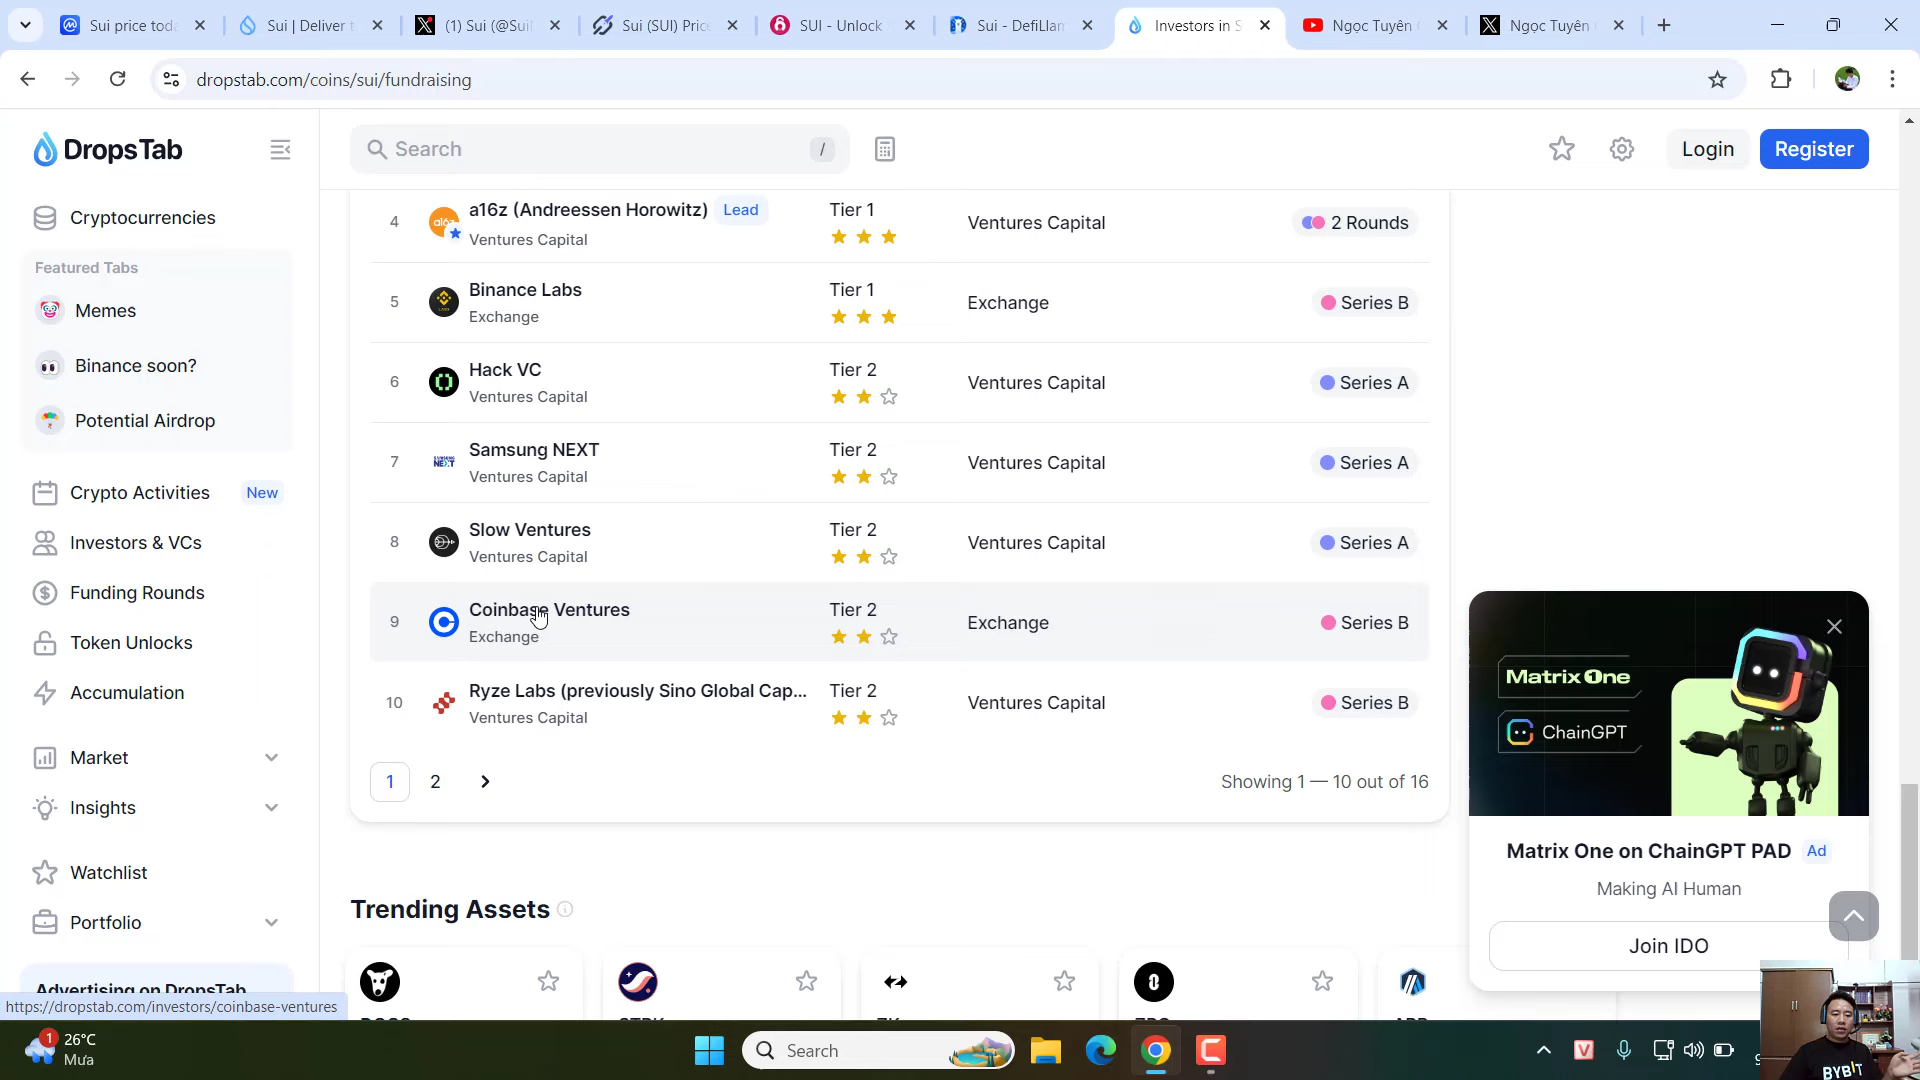 Sui price toda
Sui | Deliver t
(1) Sui (@Sui
Sui (SUI) Pric
SUI - Unlock
Sui - DefiLlam
Investors in S
Ngọc Tuyên
Ngọc Tuyên
dropstab.com/coins/sui/fundraising
DropsTab
Search
/
Login
Register
Cryptocurrencies
Featured Tabs
Memes
Binance soon?
Potential Airdrop
Crypto Activities
New
Investors & VCs
Funding Rounds
Token Unlocks
Accumulation
Market
Insights
Watchlist
Portfolio
Advertising on DropsTab
4
a16z (Andreessen Horowitz)
Lead
Ventures Capital
Tier 1
Ventures Capital
2 Rounds
5
Binance Labs
Exchange
Tier 1
Exchange
Series B
6
Hack VC
Ventures Capital
Tier 2
Ventures Capital
Series A
7
SAMSUNG
NEXT
Samsung NEXT
Ventures Capital
Tier 2
Ventures Capital
Series A
8
Slow Ventures
Ventures Capital
Tier 2
Ventures Capital
Series A
9
Coinbase Ventures
Exchange
Tier 2
Exchange
Series B
10
Ryze Labs (previously Sino Global Cap...
Ventures Capital
Tier 2
Ventures Capital
Series B
1
2
Showing 1 — 10 out of 16
Trending Assets
Matrix One
ChainGPT
Matrix One on ChainGPT PAD
Ad
Making AI Human
Join IDO
https://dropstab.com/investors/coinbase-ventures
1
26°C
Mưa
Search
V
BYBIT